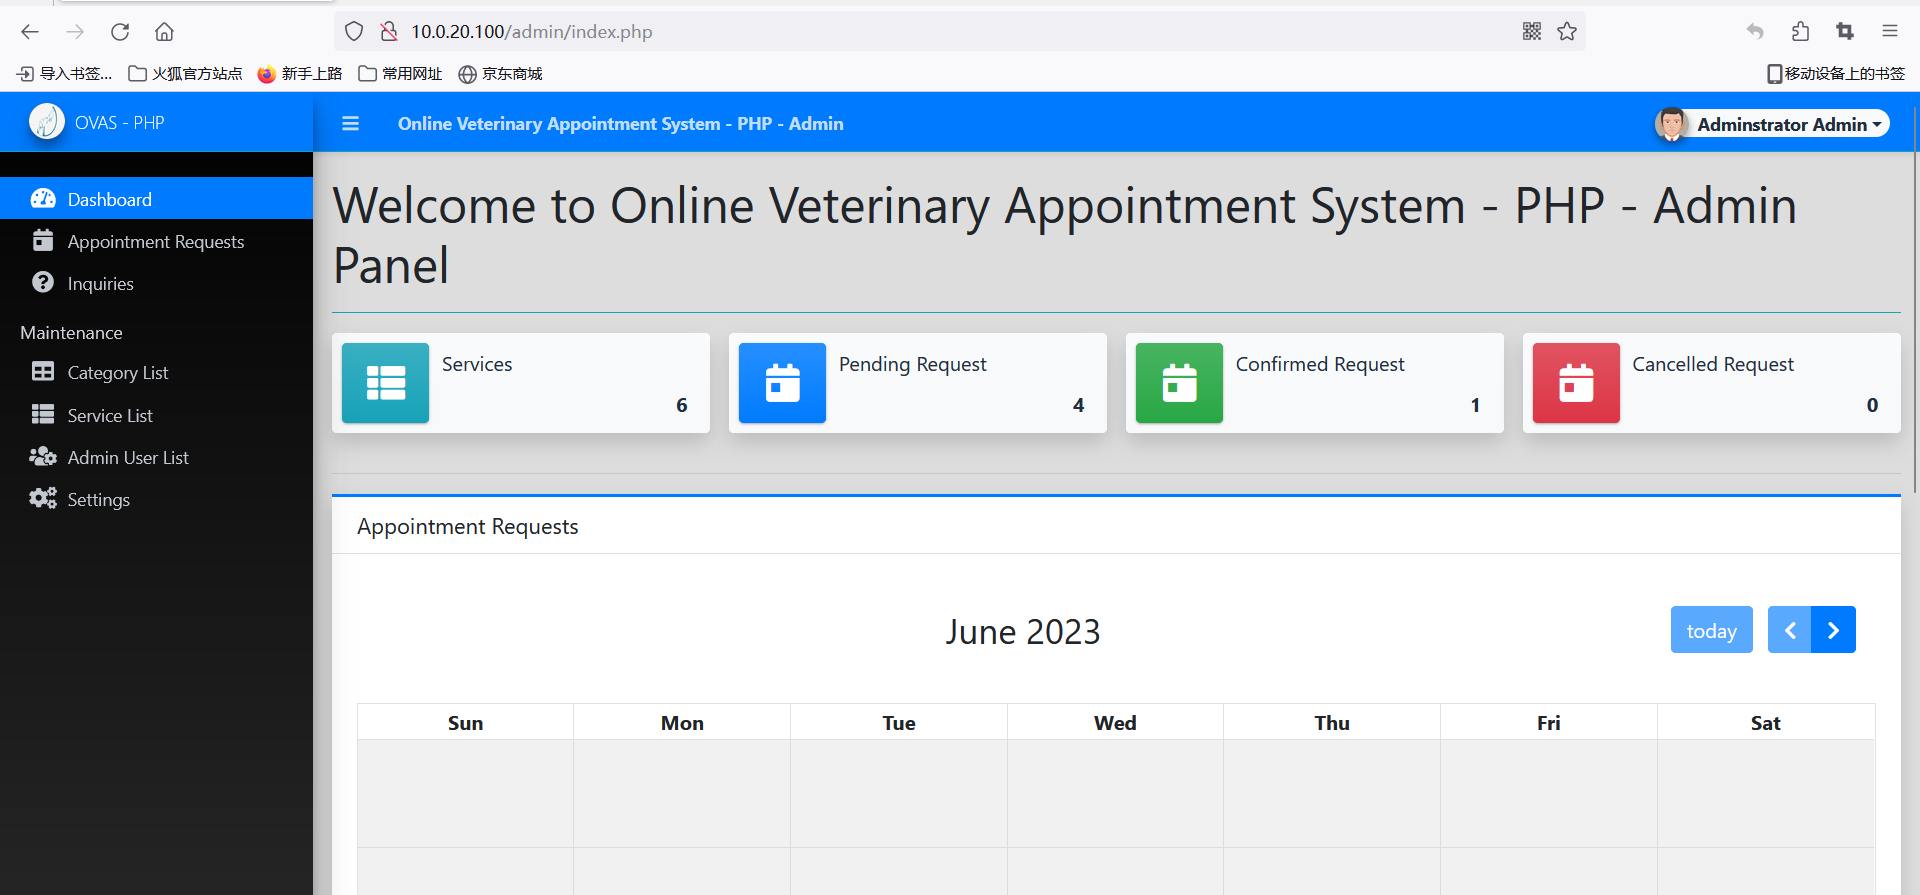 10.0.20.100/admin/index.php
导入书签... 火狐官方站点 新手上路 常用网址 京东商城 移动设备上的书签
OVAS - PHP
Online Veterinary Appointment System - PHP - Admin
Adminstrator Admin
Dashboard
Appointment Requests
Inquiries
Maintenance
Category List
Service List
Admin User List
Settings
Welcome to Online Veterinary Appointment System - PHP - Admin
Panel
Services
6
Pending Request
4
Confirmed Request
1
Cancelled Request
0
Appointment Requests
June 2023
today
Sun Mon Tue Wed Thu Fri Sat